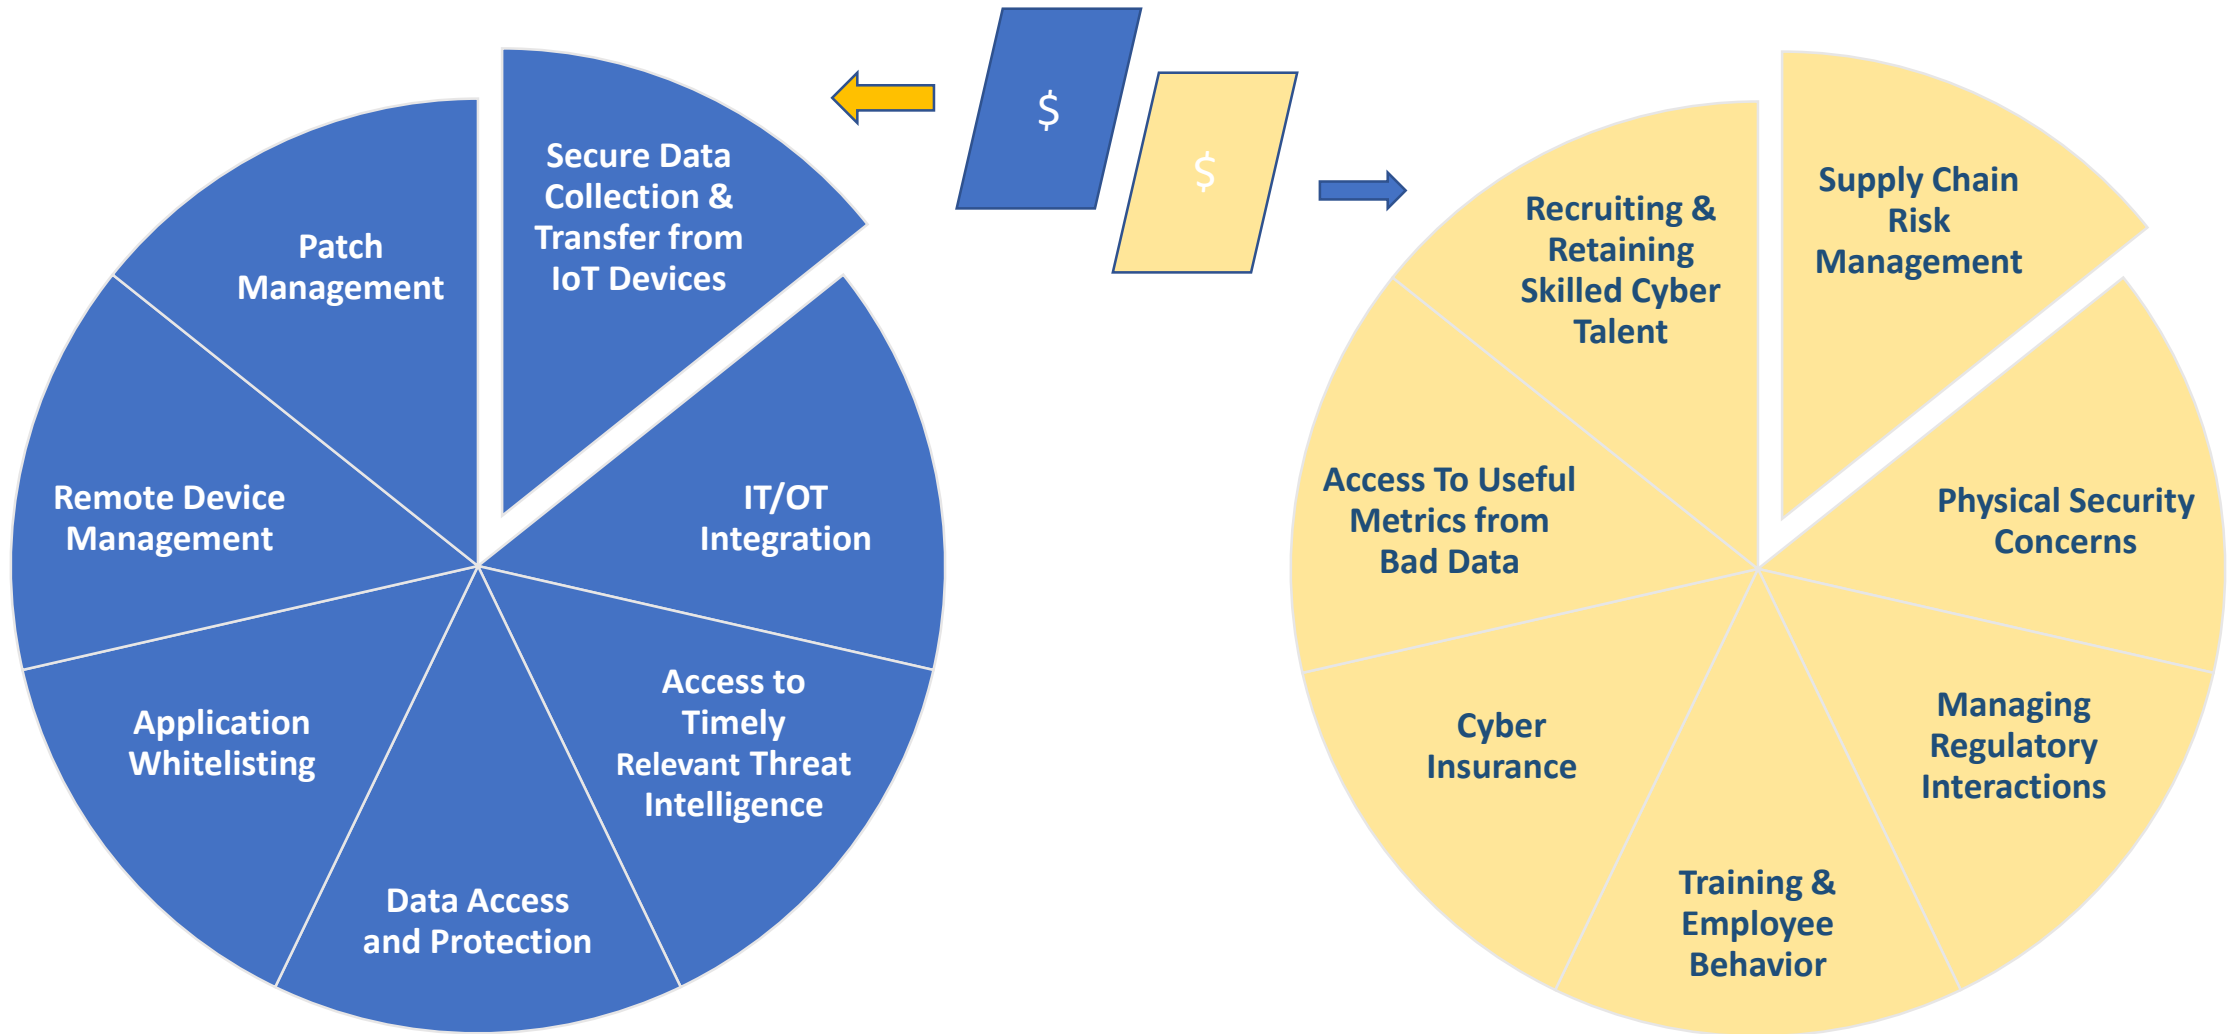 Secure Data
Collection &
Transfer from
IoT Devices
IT/OT
Integration
Access to
Timely
Relevant Threat
Intelligence
Data Access
and Protection
Application
Whitelisting
Remote Device
Management
Patch
Management
$
$
Supply Chain
Risk
Management
Physical Security
Concerns
Managing
Regulatory
Interactions
Training &
Employee
Behavior
Cyber
Insurance
Access To Useful
Metrics from
Bad Data
Recruiting &
Retaining
Skilled Cyber
Talent